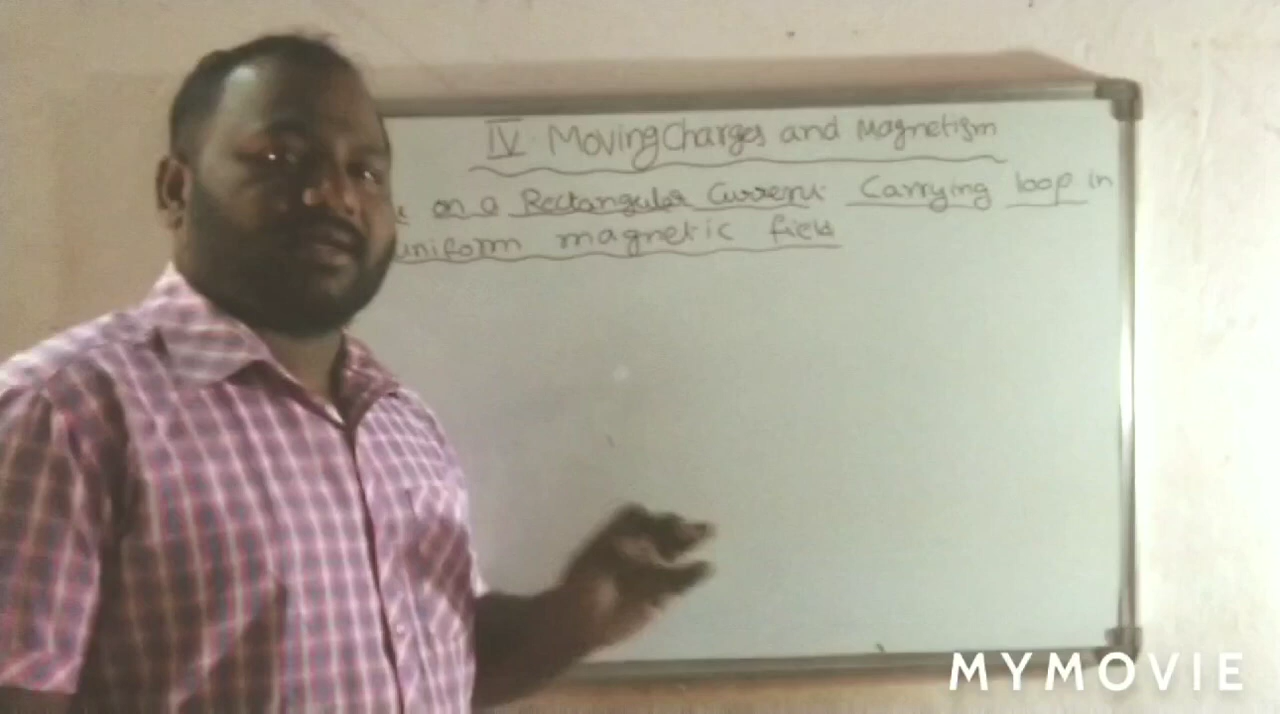 IV. Moving Charges and Magnetism
on a Rectangular Current Carrying loop in
uniform magnetic field
MYMOVIE